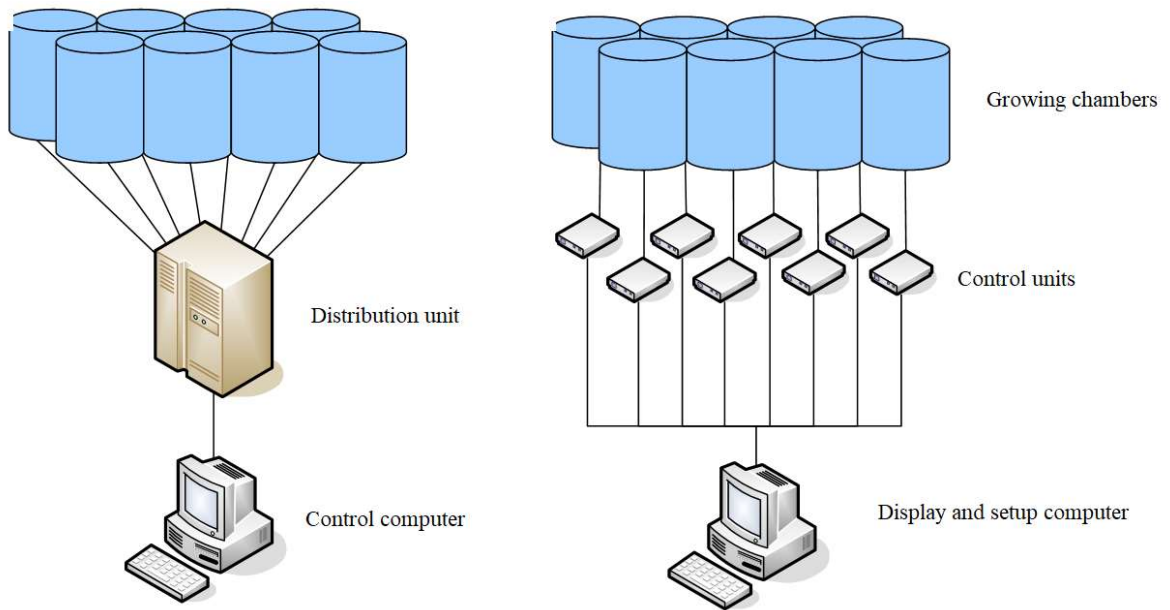 Growing chambers
Distribution unit
Control units
Control computer
Display and setup computer